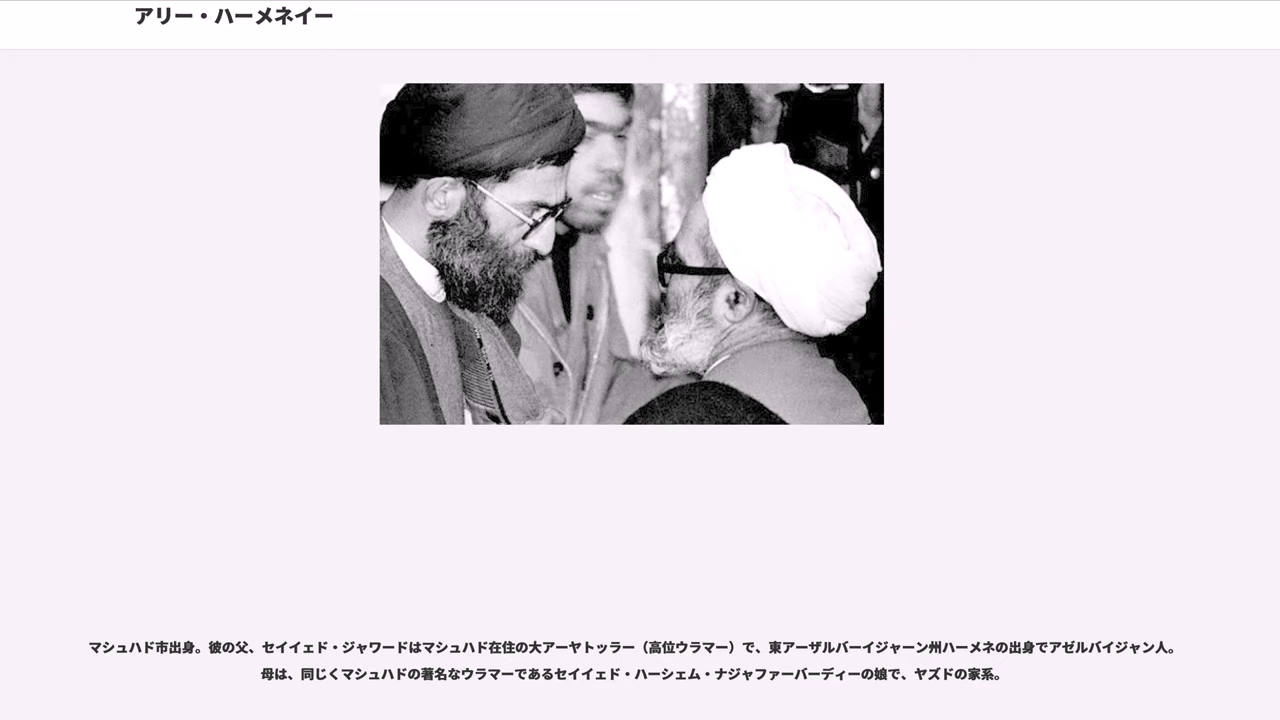 アリー・ハーメネイー
マシュハド市出身。彼の父、セイイェド・ジャワードはマシュハド在住の大アーヤトッラー（高位ウラマー）で、東アーザルバーイジャーン州ハーメネの出身でアゼルバイジャン人。
母は、同じくマシュハドの著名なウラマーであるセイイェド・ハーシェム・ナジャファーバーディーの娘で、ヤズドの家系。